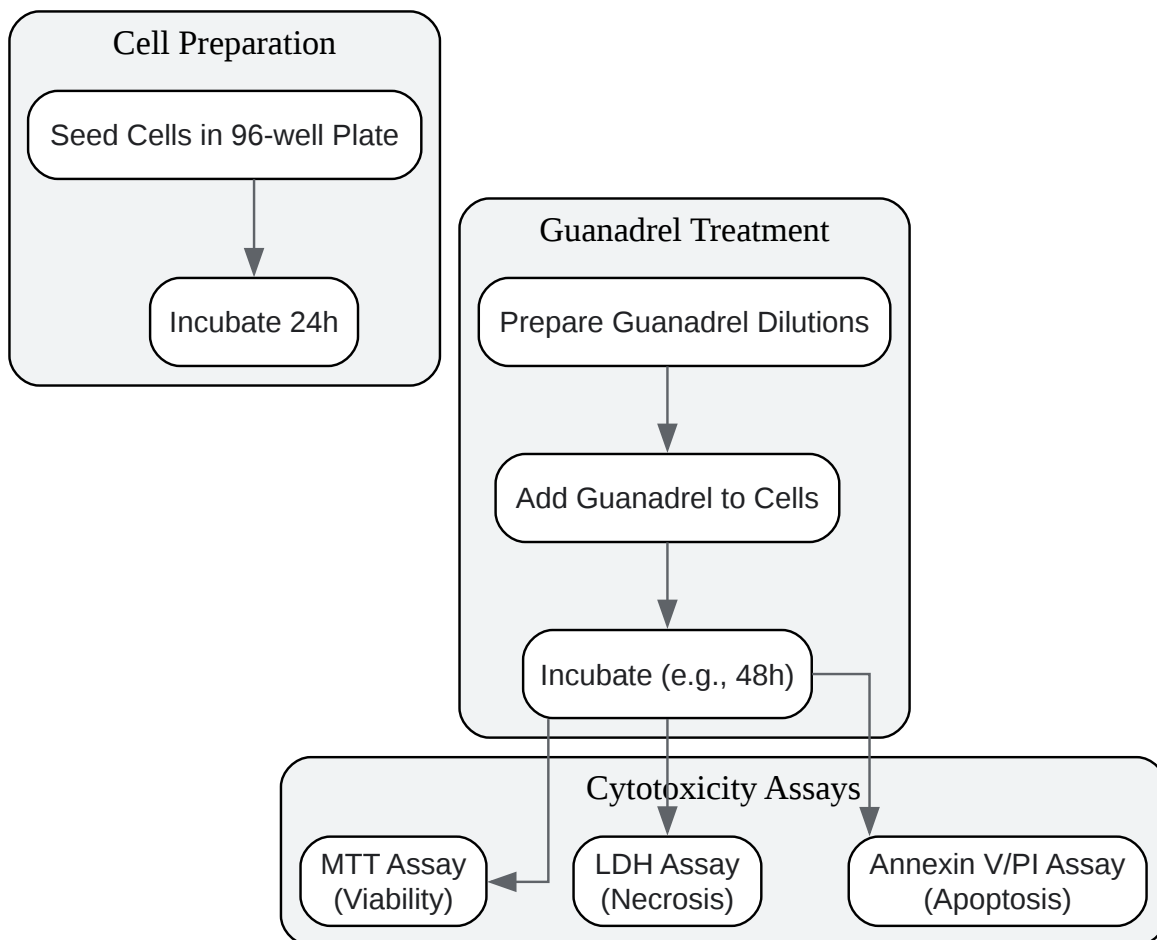 Cell Preparation
Seed Cells in 96-well Plate
Incubate 24h
Guanadrel Treatment
Prepare Guanadrel Dilutions
Add Guanadrel to Cells
Incubate (e.g., 48h)
Cytotoxicity Assays
MTT Assay
(Viability)
LDH Assay
(Necrosis)
Annexin V/PI Assay
(Apoptosis)